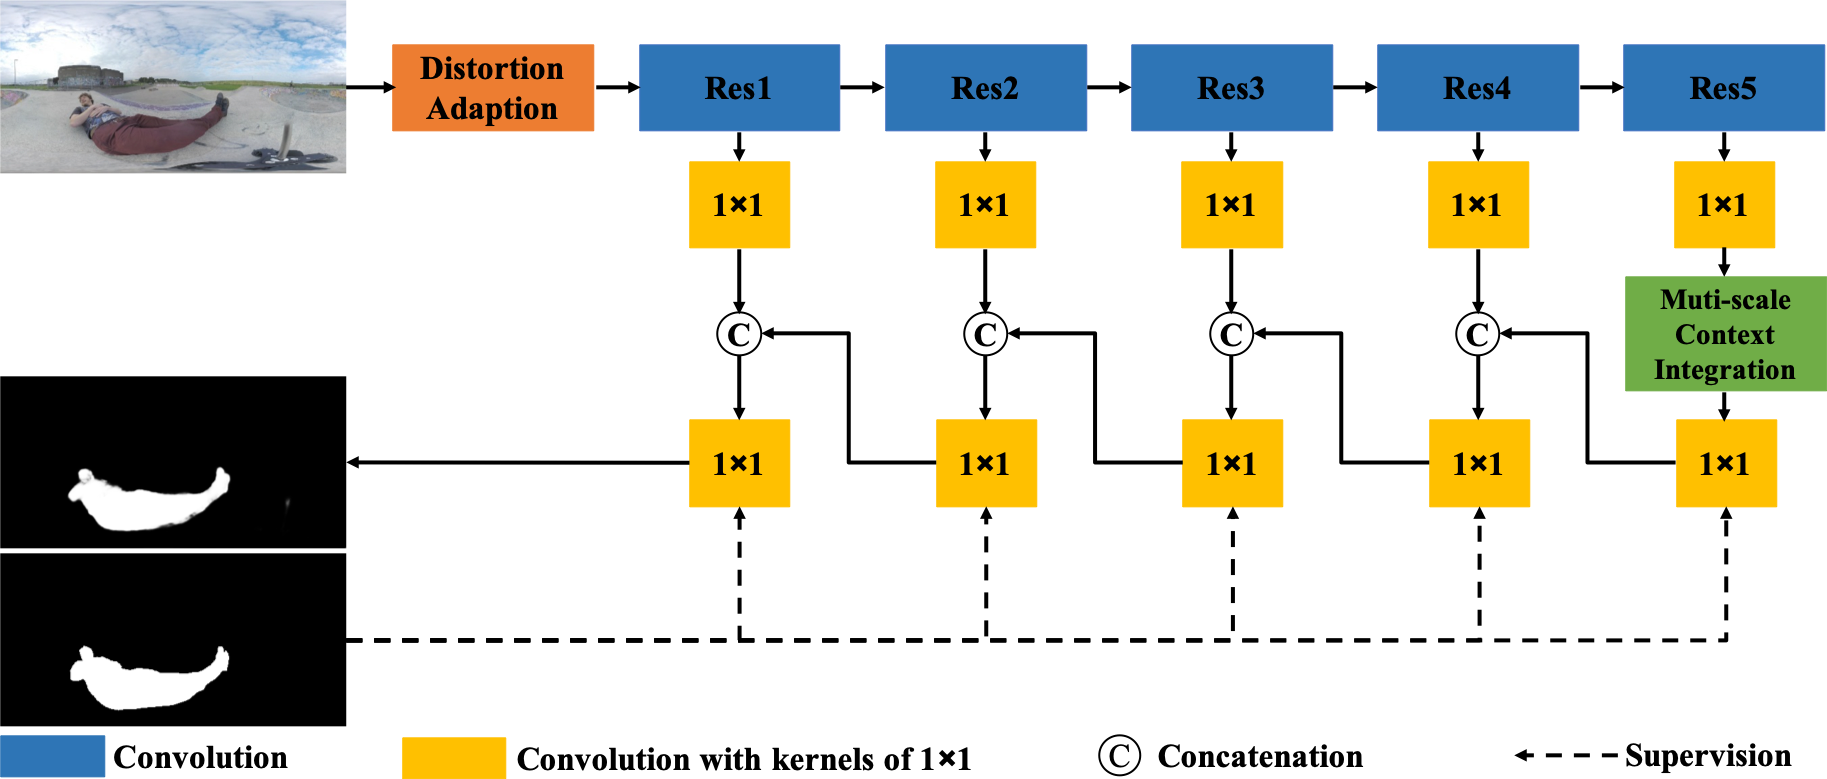 Distortion
Adaption
Res1
Res2
Res3
Res4
Res5
1×1
1×1
1×1
1×1
1×1
Muti-scale
Context
Integration
C
C
C
C
1×1
1×1
1×1
1×1
1×1
Convolution
Convolution with kernels of 1×1
C Concatenation
Supervision